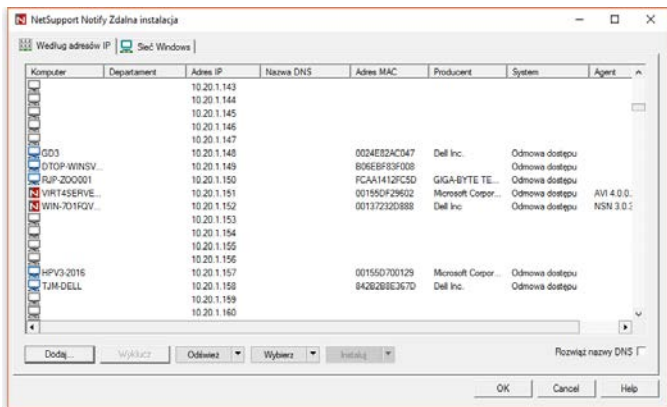 NetSupport Notify Zdalna instalacja
Według adresów IP Sieć Windows
Komputer Departament Adres IP Nazwa DNS Adres MAC Producent System Agent
10.20.1.143
10.20.1.144
10.20.1.145
10.20.1.146
10.20.1.147
GD3 10.20.1.148 0024E82AC047 Dell Inc. Odmowa dostępu
DTOP-WINSV... 10.20.1.149 B06EBF83F008 Odmowa dostępu
RJP-ZOO001 10.20.1.150 FCAA1412FC5D GIGA-BYTE TE... Odmowa dostępu
VIRT4SERVE... 10.20.1.151 00155DF29602 Microsoft Corpor... Odmowa dostępu AVI 4.0.0.
WIN-7O1FQV... 10.20.1.152 00137232D888 Dell Inc Odmowa dostępu NSN 3.0.3
10.20.1.153
10.20.1.154
10.20.1.155
10.20.1.156
HPV3-2016 10.20.1.157 00155D700129 Microsoft Corpor... Odmowa dostępu
TJM-DELL 10.20.1.158 842B2B8E367D Dell Inc. Odmowa dostępu
10.20.1.159
10.20.1.160
Dodaj... Wyklucz Odśwież Wybierz Instaluj Rozwiąż nazwy DNS
OK Cancel Help